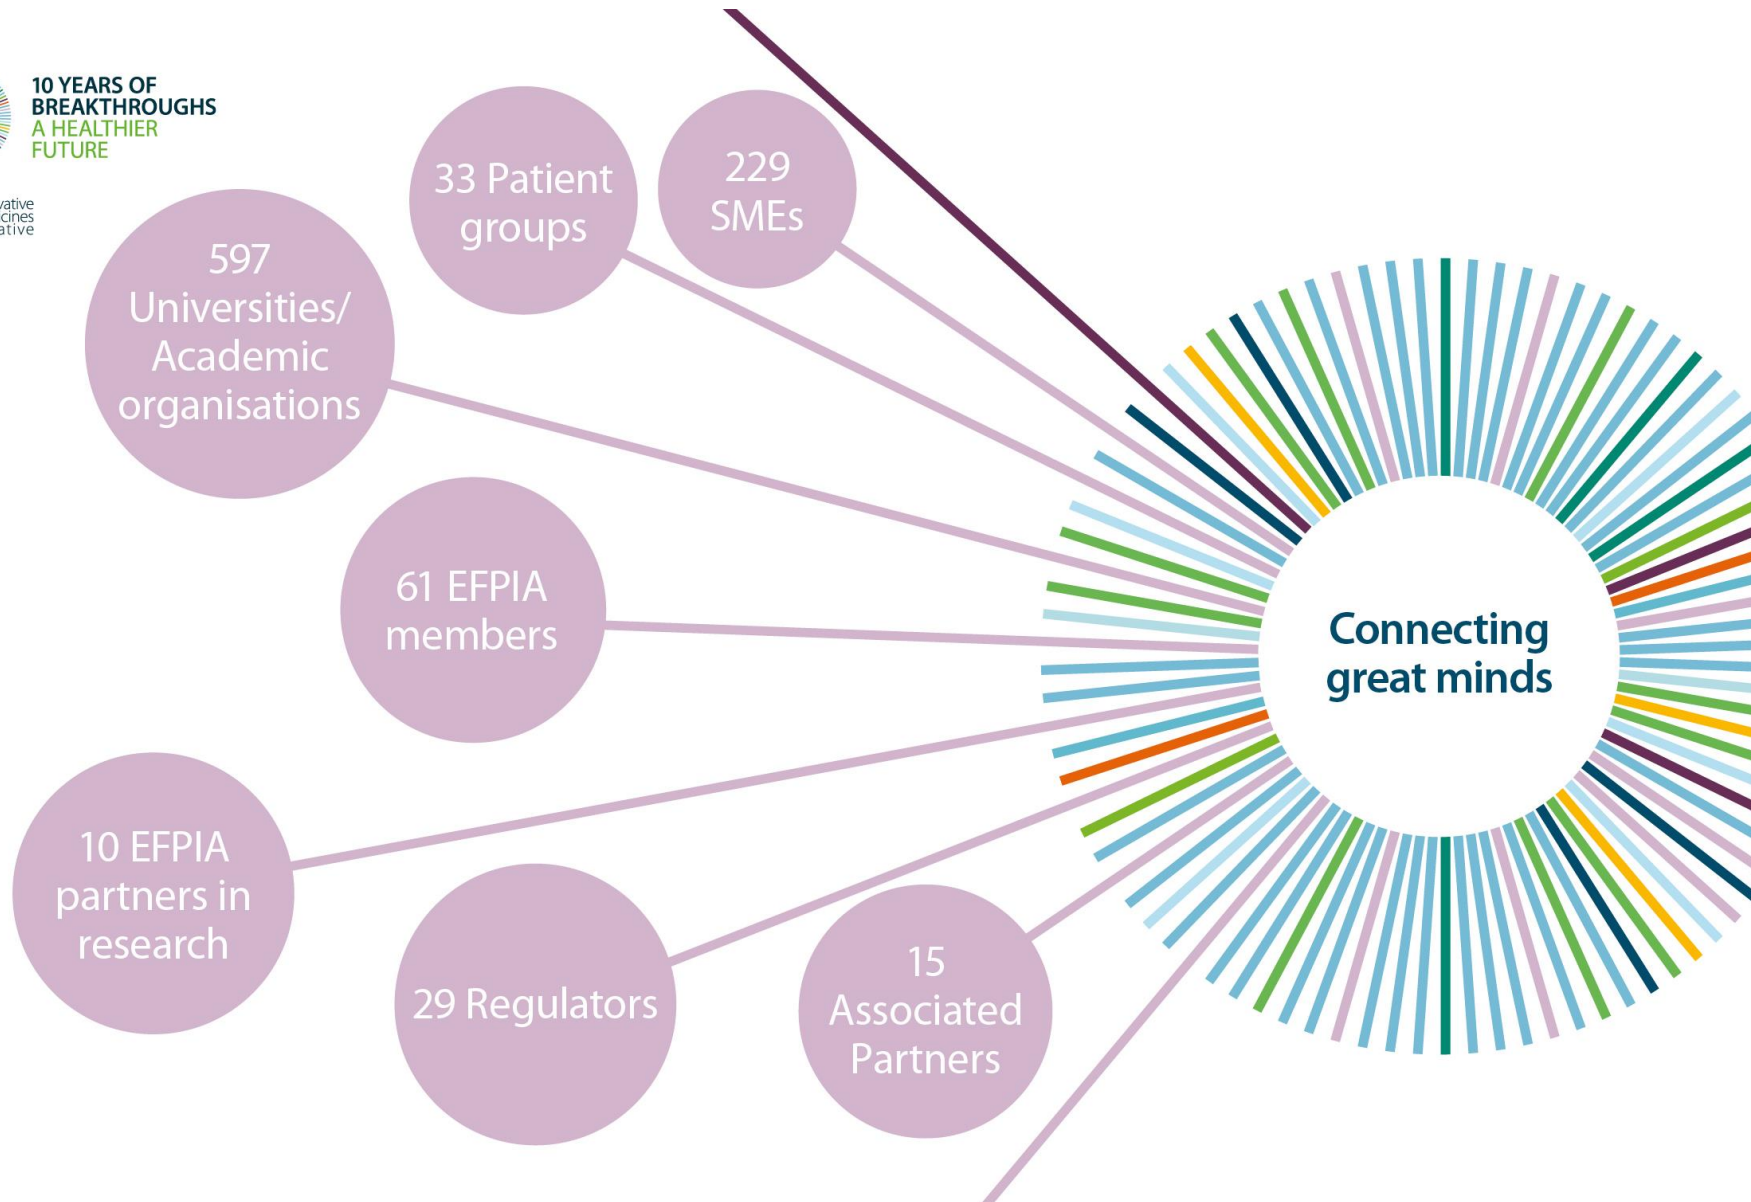 10 YEARS OF
BREAKTHROUGHS
A HEALTHIER
FUTURE
33 Patient
groups
229
SMEs
597
Universities/
Academic
organisations
61 EFPIA
members
Connecting
great minds
10 EFPIA
partners in
research
29 Regulators
15
Associated
Partners